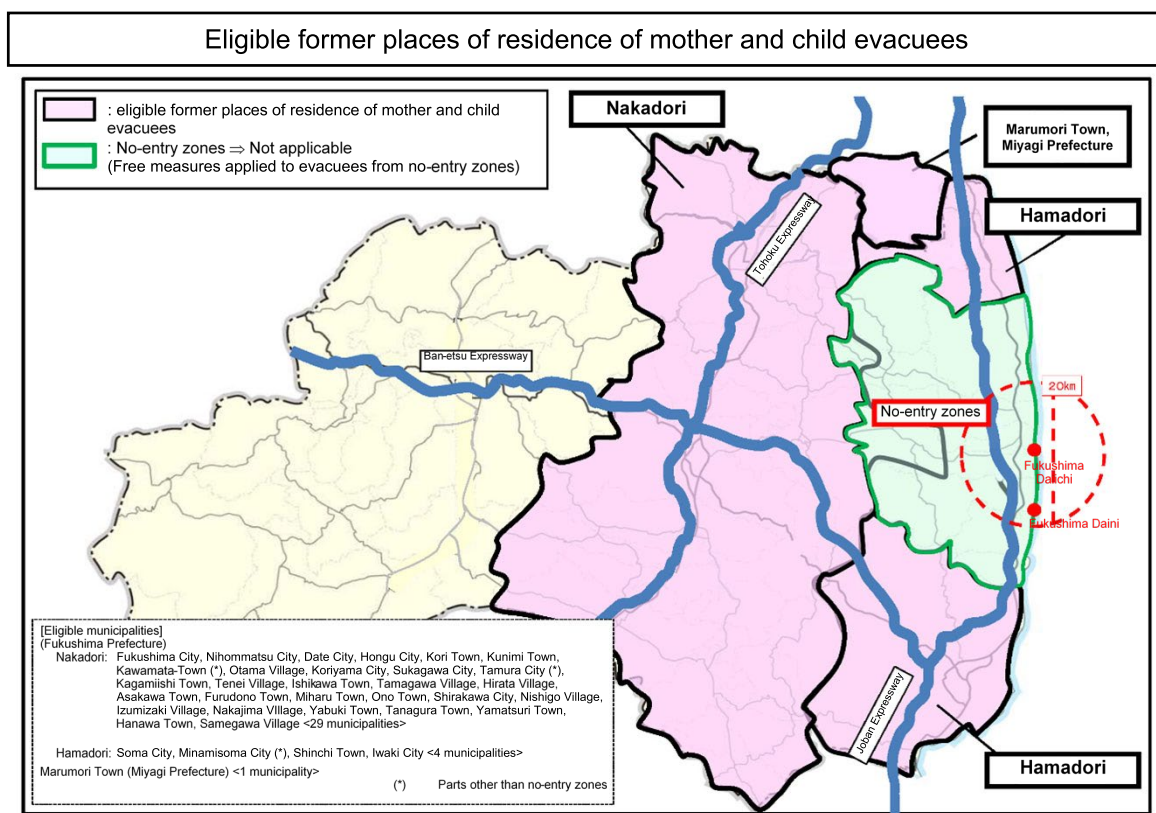 Eligible former places of residence of mother and child evacuees
: eligible former places of residence of mother and child
evacuees
: No-entry zones ⇒ Not applicable
(Free measures applied to evacuees from no-entry zones)
Nakadori
Marumori Town,
Miyagi Prefecture
Hamadori
Tohoku Expressway
Ban-etsu Expressway
20km
No-entry zones
Fukushima
Daiichi
Fukushima Daini
Joban Expressway
Hamadori
[Eligible municipalities]
(Fukushima Prefecture)
Nakadori: Fukushima City, Nihommatsu City, Date City, Hongu City, Kori Town, Kunimi Town,
Kawamata-Town (*), Otama Village, Koriyama City, Sukagawa City, Tamura City (*),
Kagamiishi Town, Tenei Village, Ishikawa Town, Tamagawa Village, Hirata Village,
Asakawa Town, Furudono Town, Miharu Town, Ono Town, Shirakawa City, Nishigo Village,
Izumizaki Village, Nakajima VIllage, Yabuki Town, Tanagura Town, Yamatsuri Town,
Hanawa Town, Samegawa Village <29 municipalities>
Hamadori: Soma City, Minamisoma City (*), Shinchi Town, Iwaki City <4 municipalities>
Marumori Town (Miyagi Prefecture) <1 municipality>
(*) Parts other than no-entry zones